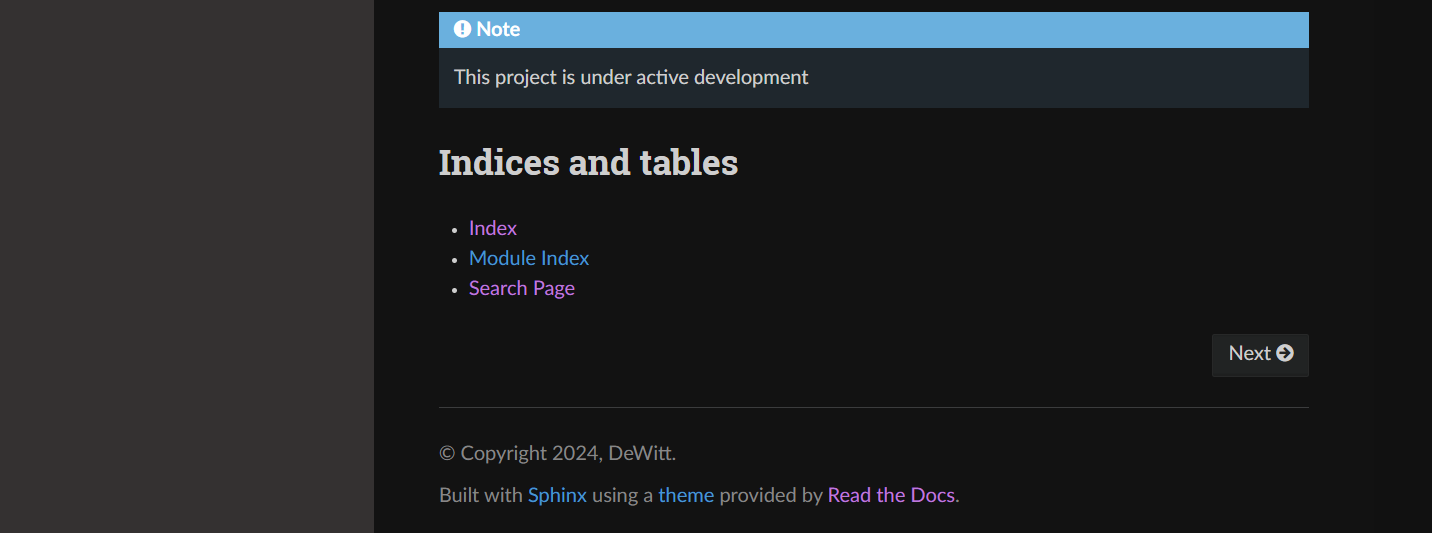 Note
This project is under active development
Indices and tables
Index
Module Index
Search Page
Next
© Copyright 2024, DeWitt.
Built with Sphinx using a theme provided by Read the Docs.